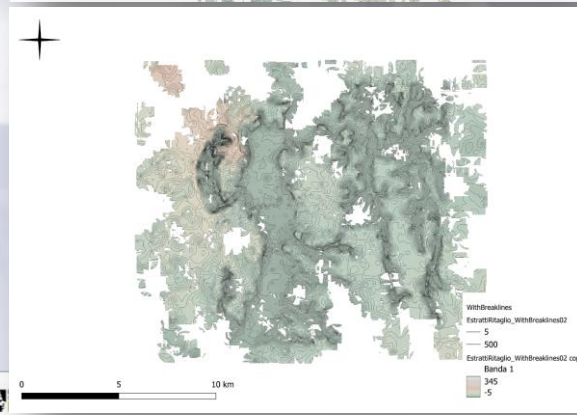 WithBreaklines
EstrattiRitaglio_WithBreaklines02
5
500
EstrattiRitaglio_WithBreaklines02 cop
Banda 1
345
-5
0 5 10 km